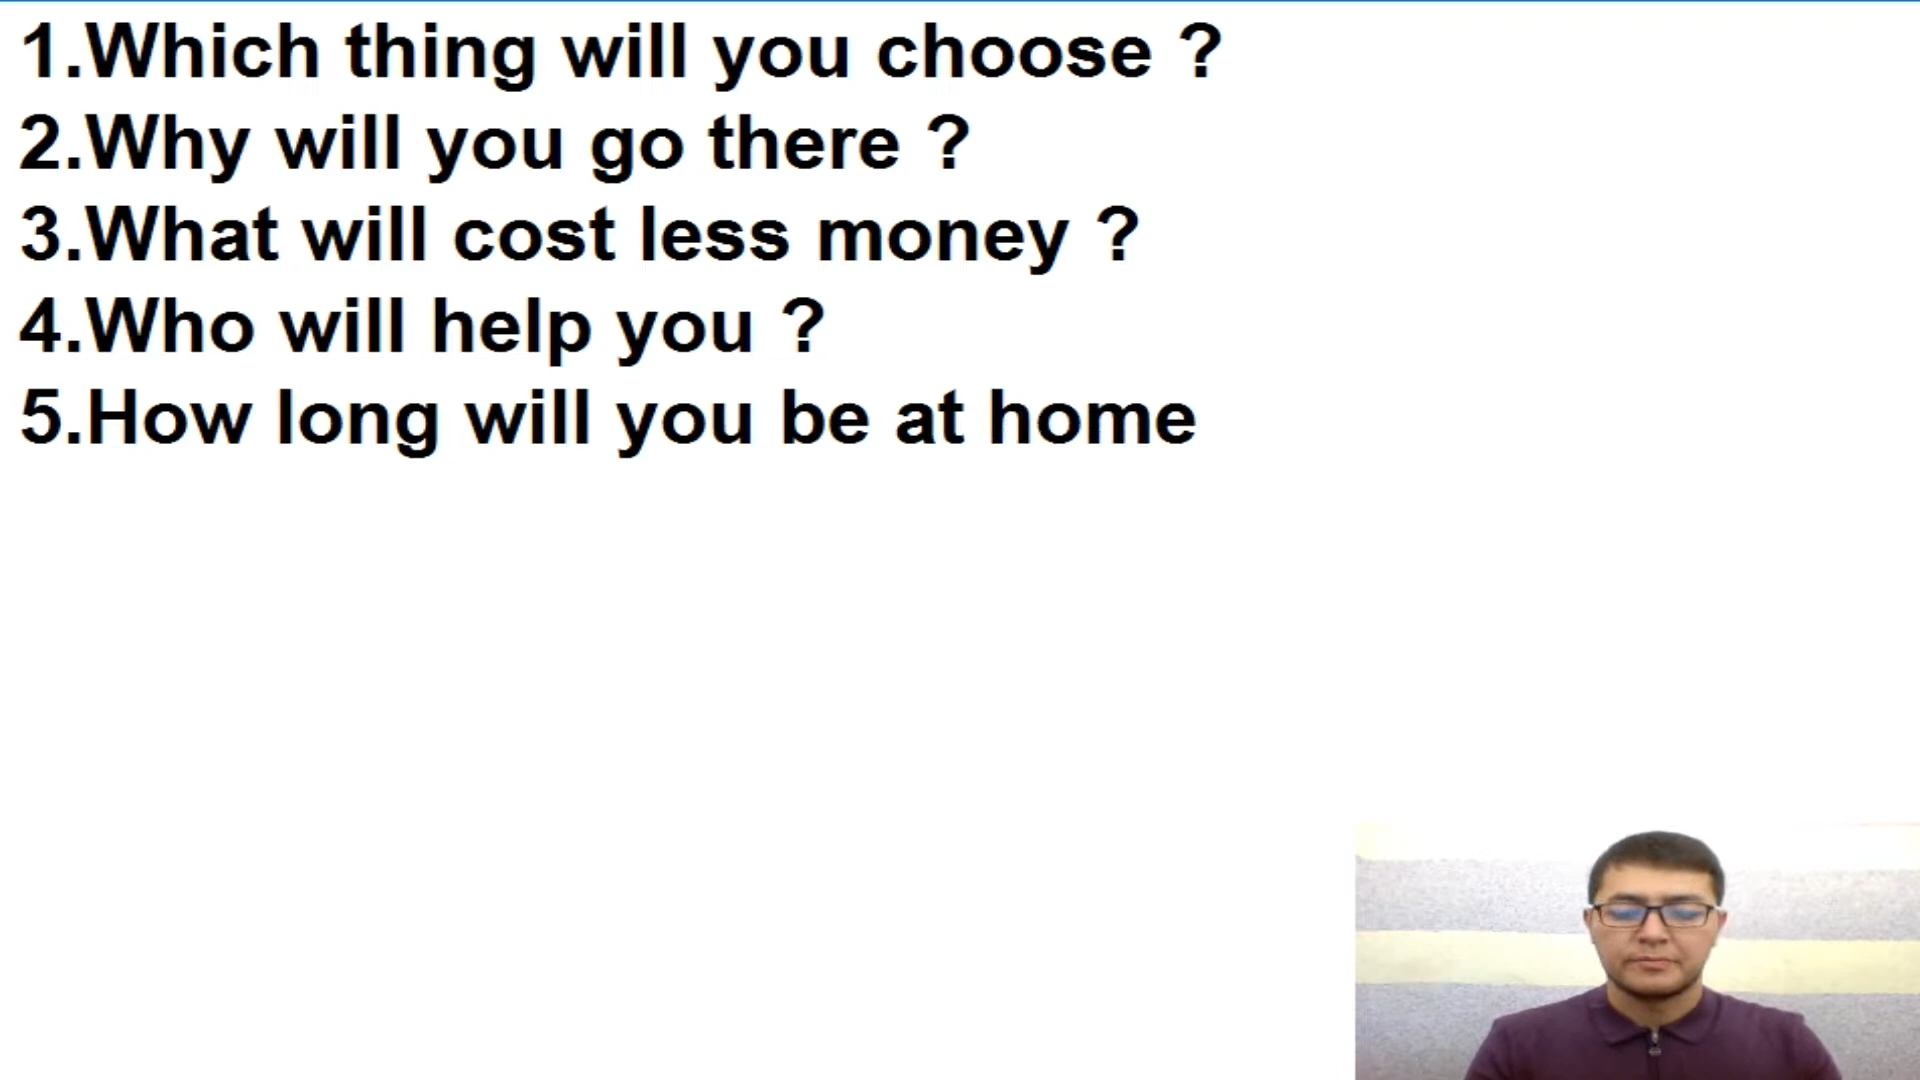 1.Which thing will you choose ?
2.Why will you go there ?
3.What will cost less money ?
4.Who will help you ?
5.How long will you be at home